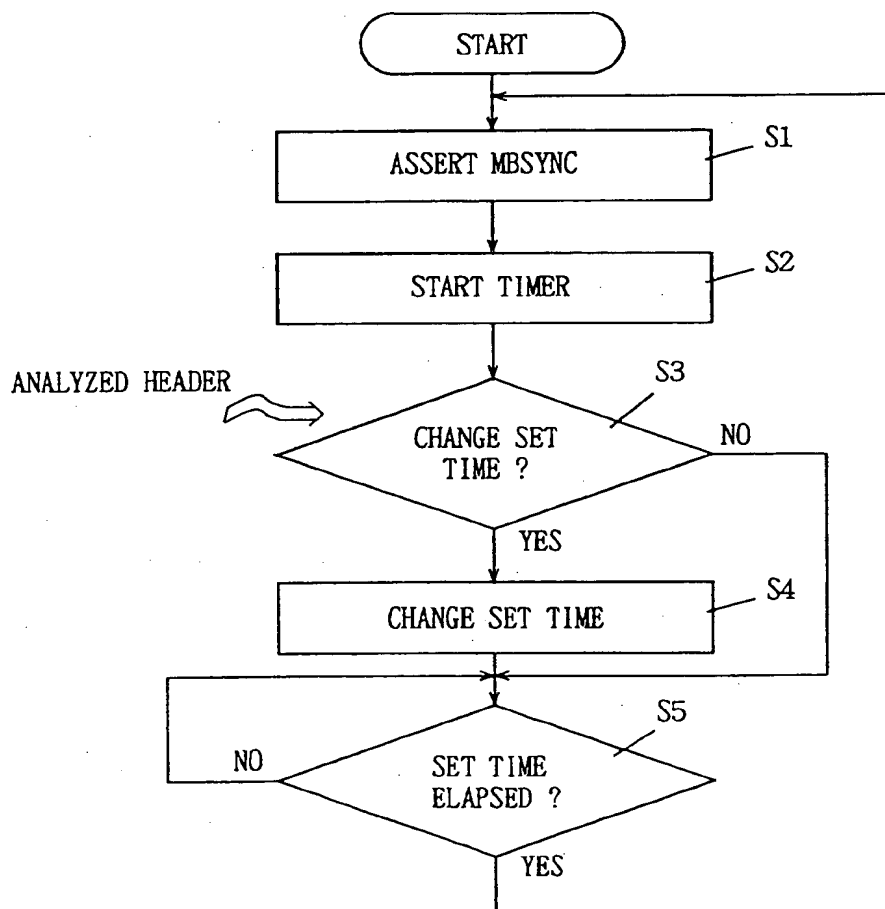 START
ASSERT MBSYNC
S1
START TIMER
S2
ANALYZED HEADER
S3
CHANGE SET
TIME ?
NO
YES
CHANGE SET TIME
S4
S5
NO
SET TIME
ELAPSED ?
YES